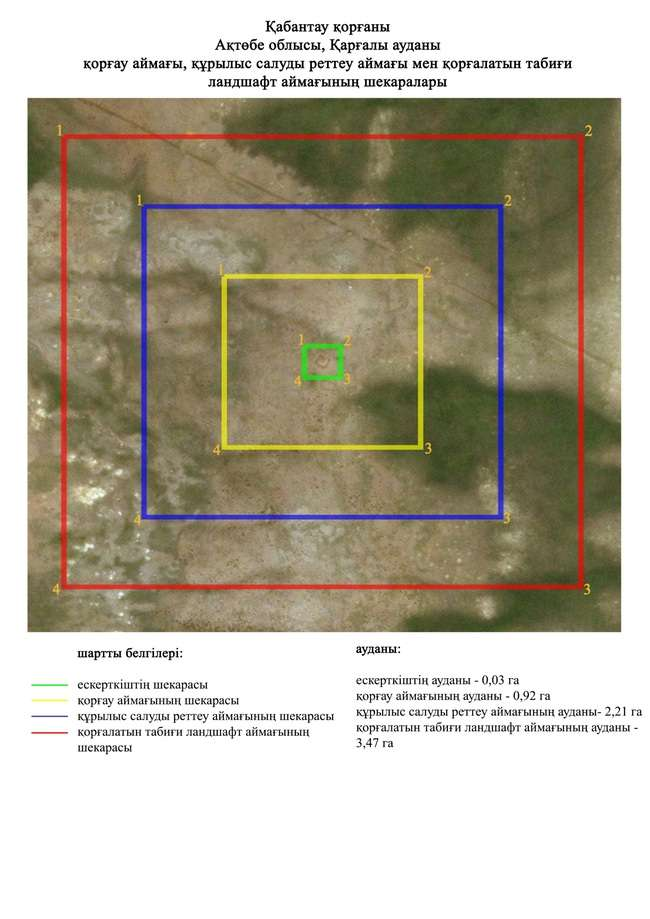 Қабантау қорғаны
Ақтөбе облысы, Қарғалы ауданы
қорғау аймағы, құрылыс салуды реттеу аймағы мен қорғалатын табиғи
ландшафт аймағының шекаралары
1
2
1
2
1
2
1
2
4
3
4
3
4
3
4
3
шартты белгілері:
ескерткіштің шекарасы
қорғау аймағының шекарасы
құрылыс салуды реттеу аймағының шекарасы
қорғалатын табиғи ландшафт аймағының
шекарасы
ауданы:
ескерткіштің ауданы - 0,03 га
қорғау аймағының ауданы - 0,92 га
құрылыс салуды реттеу аймағының ауданы- 2,21 га
қорғалатын табиғи ландшафт аймағының ауданы -
3,47 га